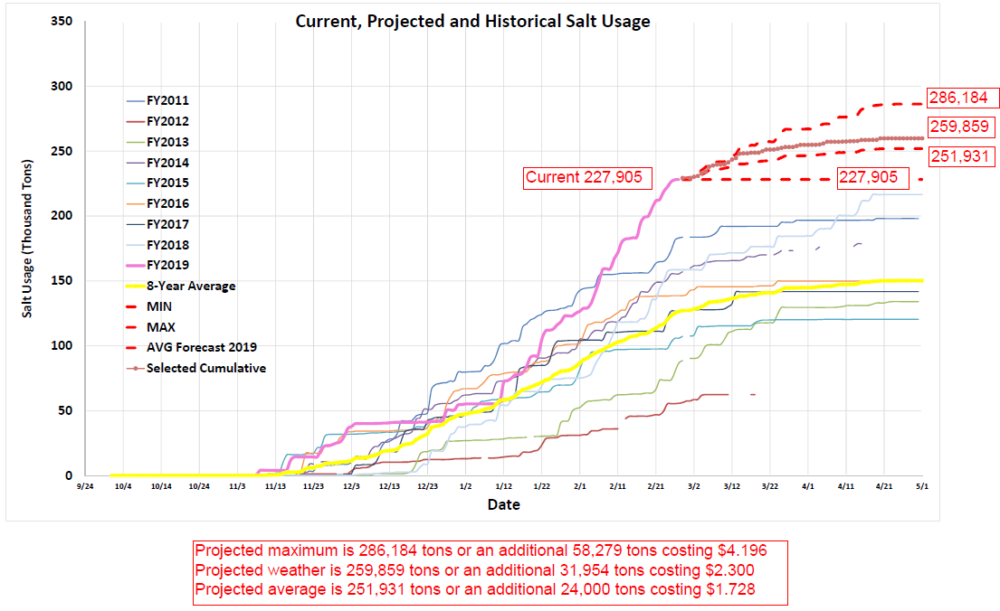 Current, Projected and Historical Salt Usage
350
300
250
200
150
100
50
0
Salt Usage (Thousand Tons)
FY2011
FY2012
FY2013
FY2014
FY2015
FY2016
FY2017
FY2018
FY2019
8-Year Average
MIN
MAX
AVG Forecast 2019
Selected Cumulative
Current 227,905
286,184
259,859
251,931
227,905
9/24 10/4 10/14 10/24 11/3 11/13 11/23 12/3 12/13 12/23 1/2 1/12 1/22 2/1 2/11 2/21 3/2 3/12 3/22 4/1 4/11 4/21 5/1
Date
Projected maximum is 286,184 tons or an additional 58,279 tons costing $4.196
Projected weather is 259,859 tons or an additional 31,954 tons costing $2.300
Projected average is 251,931 tons or an additional 24,000 tons costing $1.728